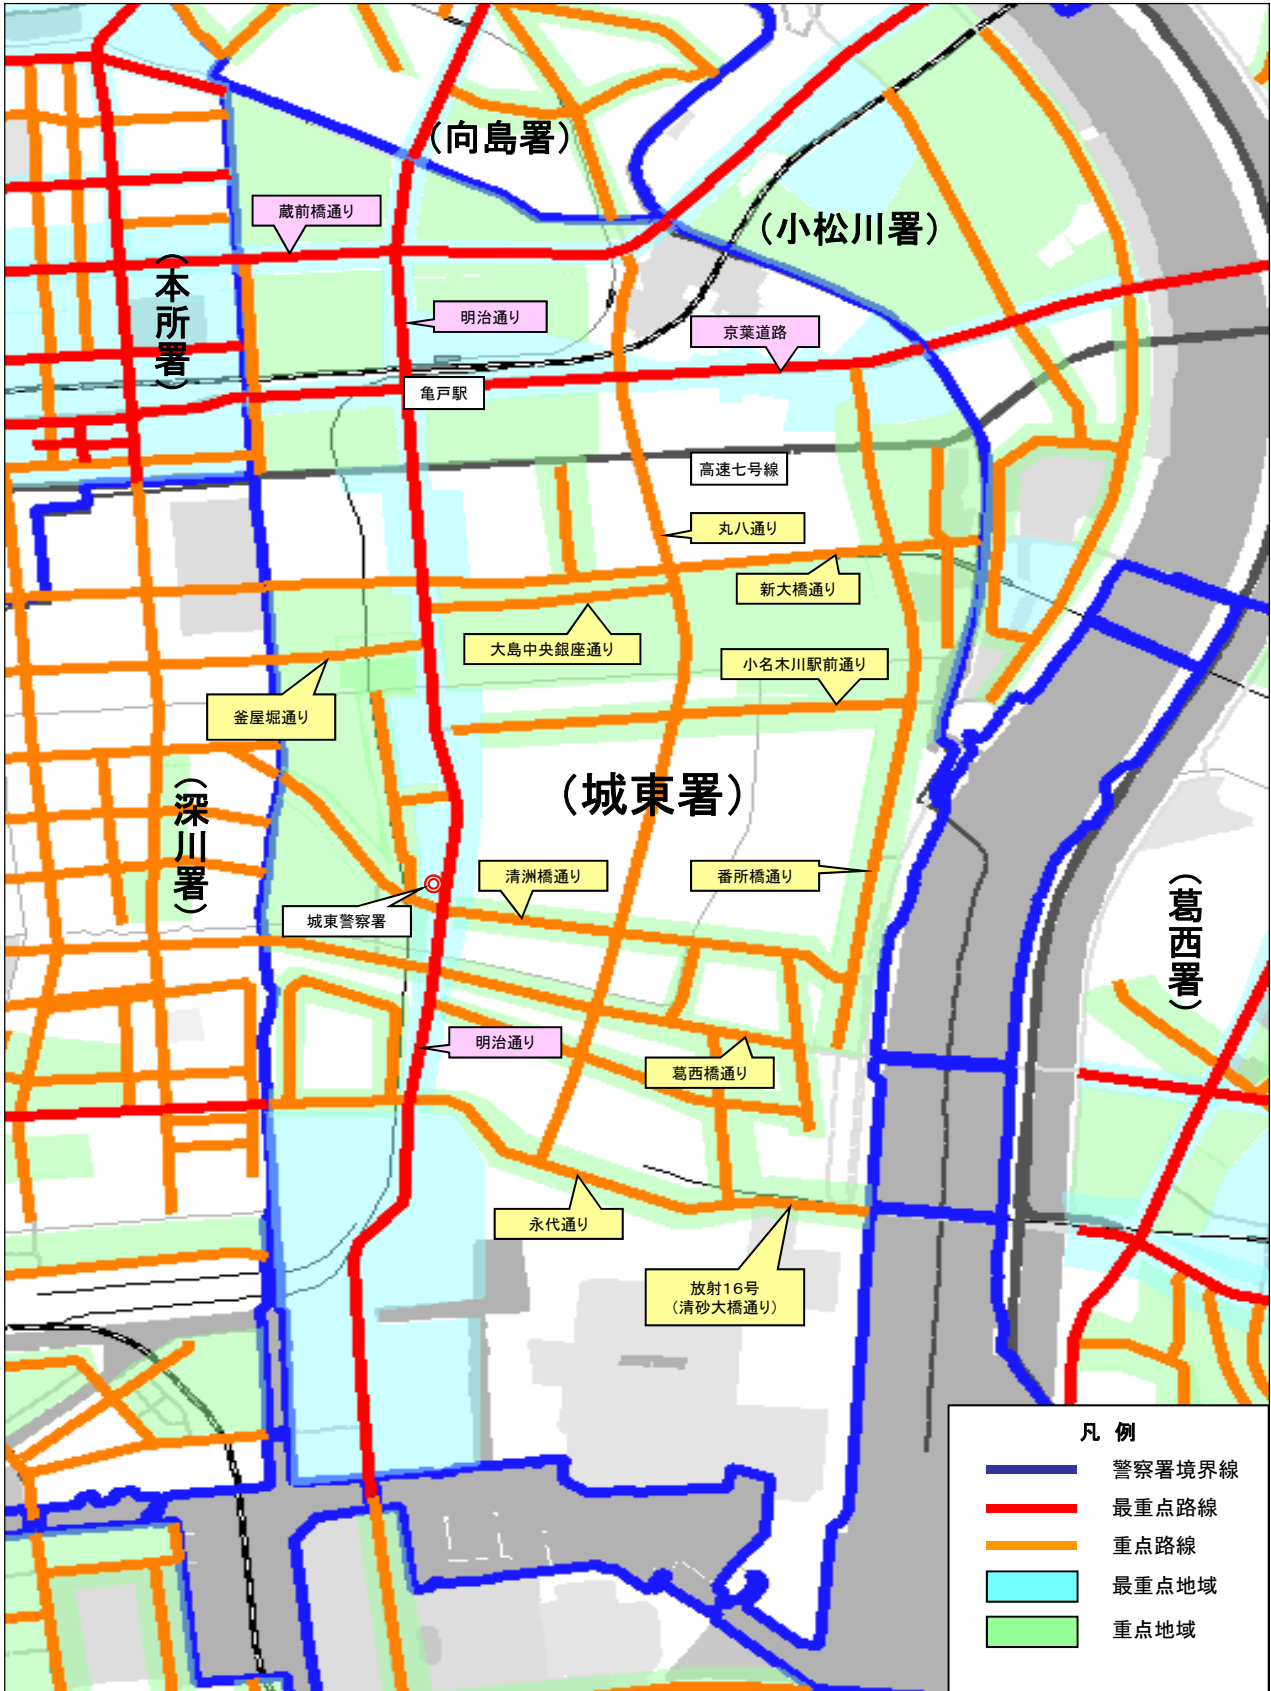 （向島署）
蔵前橋通り
（小松川署）
（本所署）
明治通り
京葉道路
亀戸駅
高速七号線
丸八通り
新大橋通り
大島中央銀座通り
小名木川駅前通り
釜屋堀通り
（城東署）
（深川署）
清洲橋通り
番所橋通り
城東警察署
（葛西署）
明治通り
葛西橋通り
永代通り
放射16号
（清砂大橋通り）
凡 例
警察署境界線
最重点路線
重点路線
最重点地域
重点地域